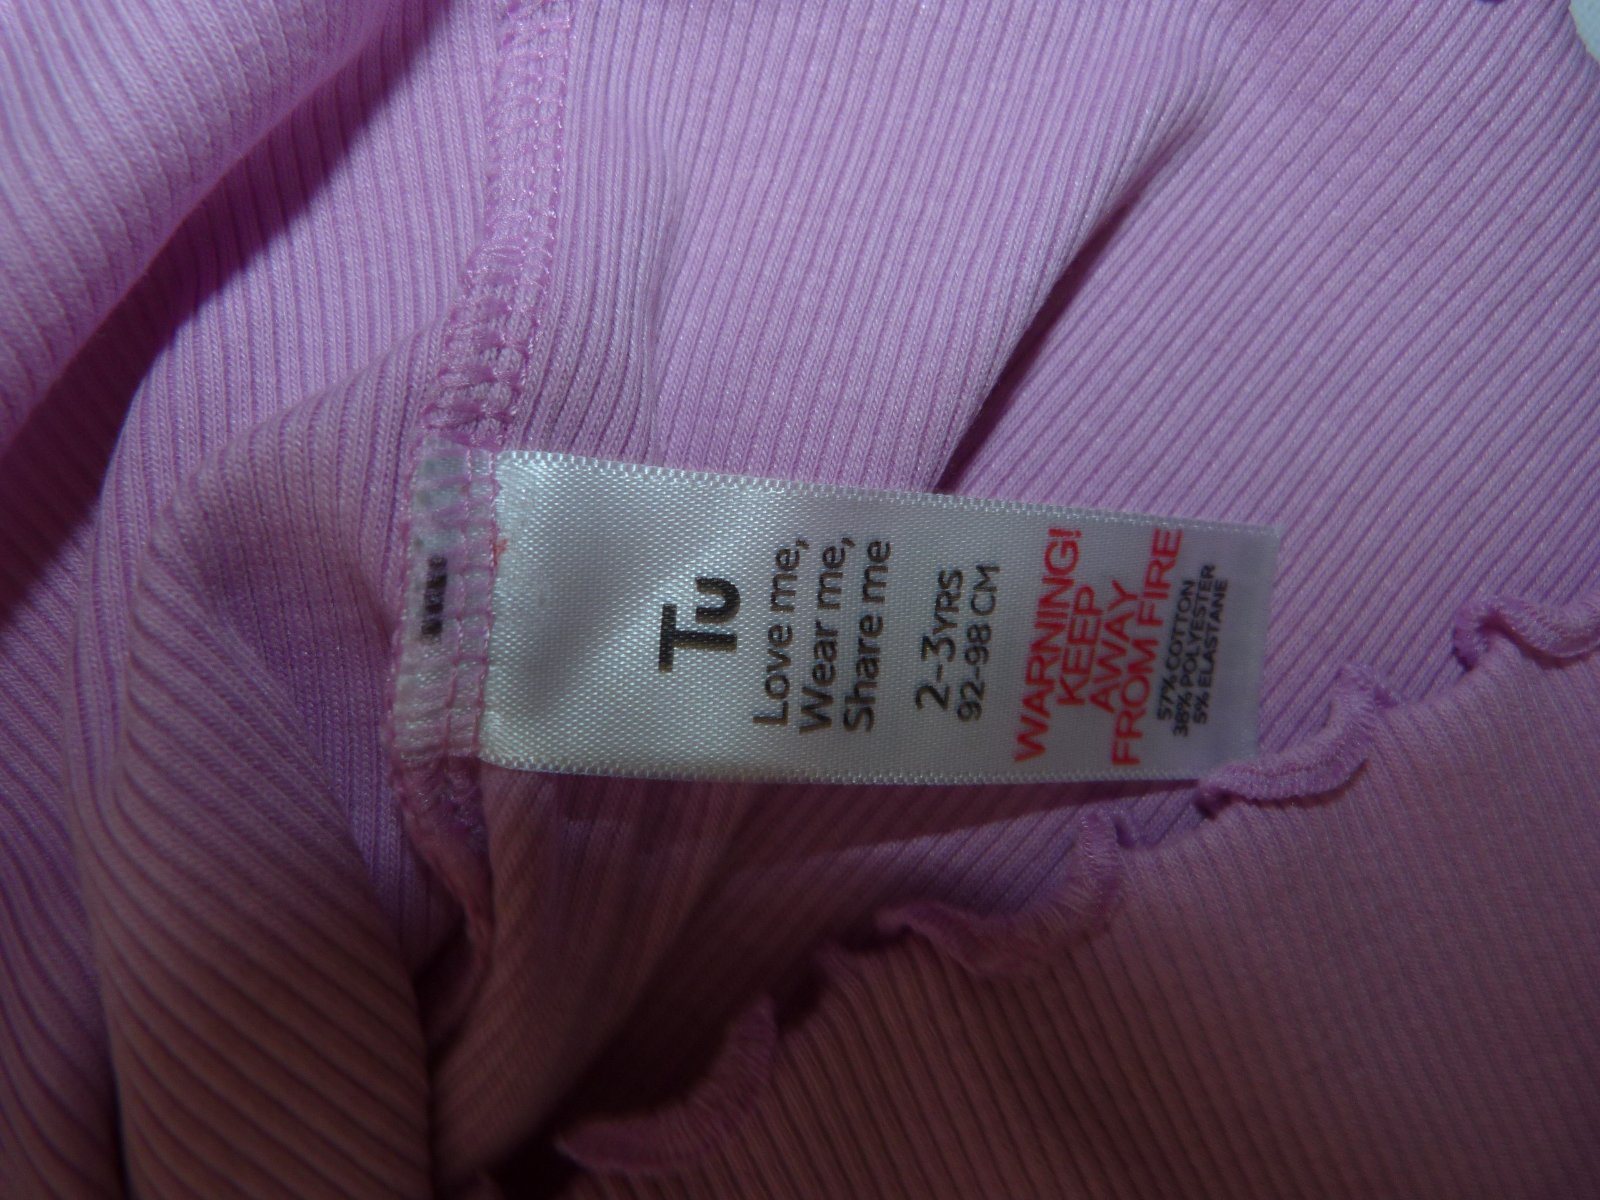 Tu
Love me,
Wear me,
Share me
2-3YRS
92-98 CM
WARNING!
KEEP
AWAY
FROM FIRE
57% COTTON
38% POLYESTER
5% ELASTANE